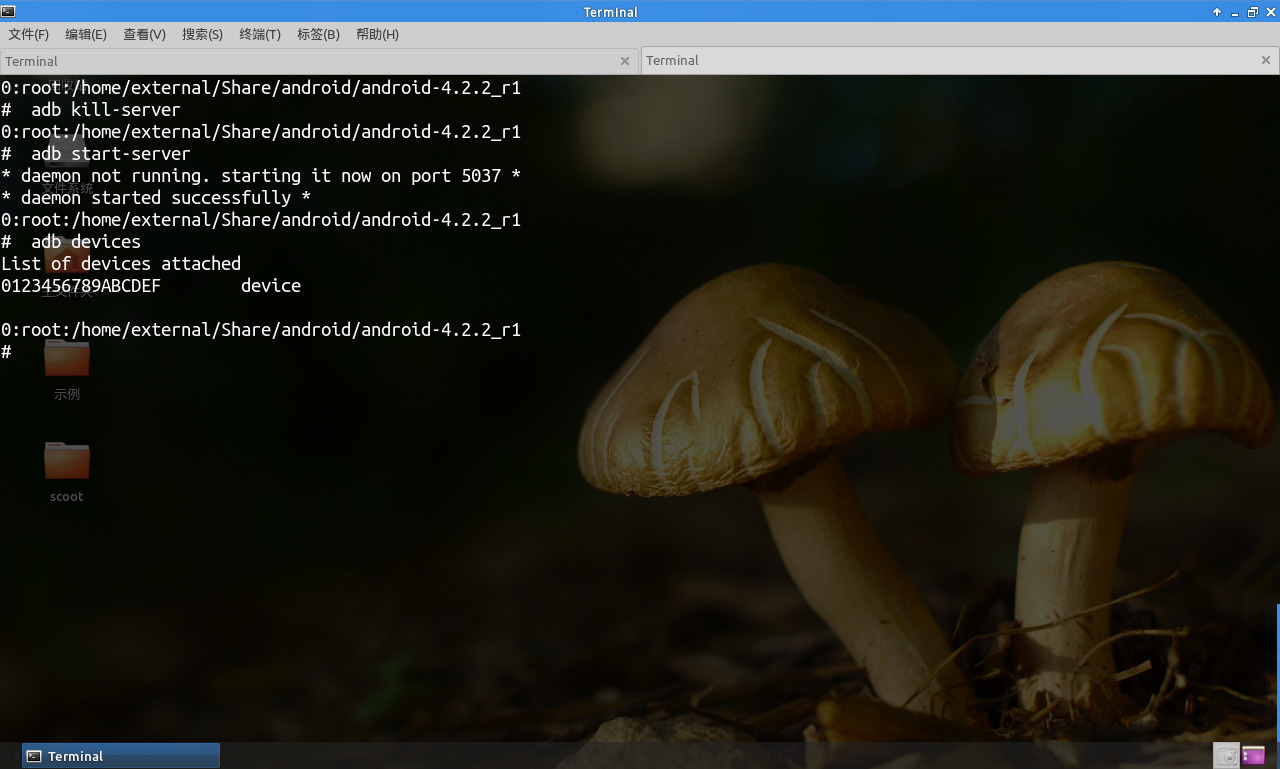 Terminal
文件(F) 编辑(E) 查看(V) 搜索(S) 终端(T) 标签(B) 帮助(H)
Terminal
Terminal
0:root:/home/external/Share/android/android-4.2.2_r1
#  adb kill-server
0:root:/home/external/Share/android/android-4.2.2_r1
#  adb start-server
* daemon not running. starting it now on port 5037 *
* daemon started successfully *
0:root:/home/external/Share/android/android-4.2.2_r1
#  adb devices
List of devices attached
0123456789ABCDEF        device
0:root:/home/external/Share/android/android-4.2.2_r1
#
文件系统
主文件夹
示例
scoot
Terminal